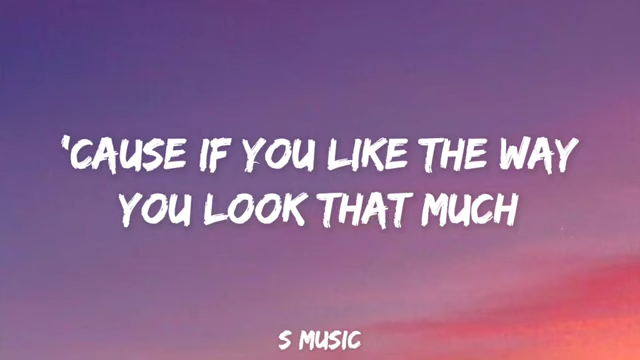 'CAUSE IF YOU LIKE THE WAY
YOU LOOK THAT MUCH
S MUSIC